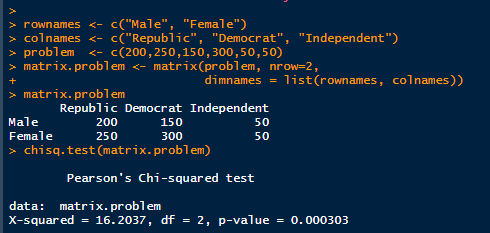 >
> rownames <- c("Male", "Female")
> colnames <- c("Republic", "Democrat", "Independent")
> problem  <- c(200,250,150,300,50,50)
> matrix.problem <- matrix(problem, nrow=2,
+                          dimnames = list(rownames, colnames))
> matrix.problem
       Republic Democrat Independent
Male        200      150          50
Female      250      300          50
> chisq.test(matrix.problem)
        Pearson's Chi-squared test
data:  matrix.problem
X-squared = 16.2037, df = 2, p-value = 0.000303